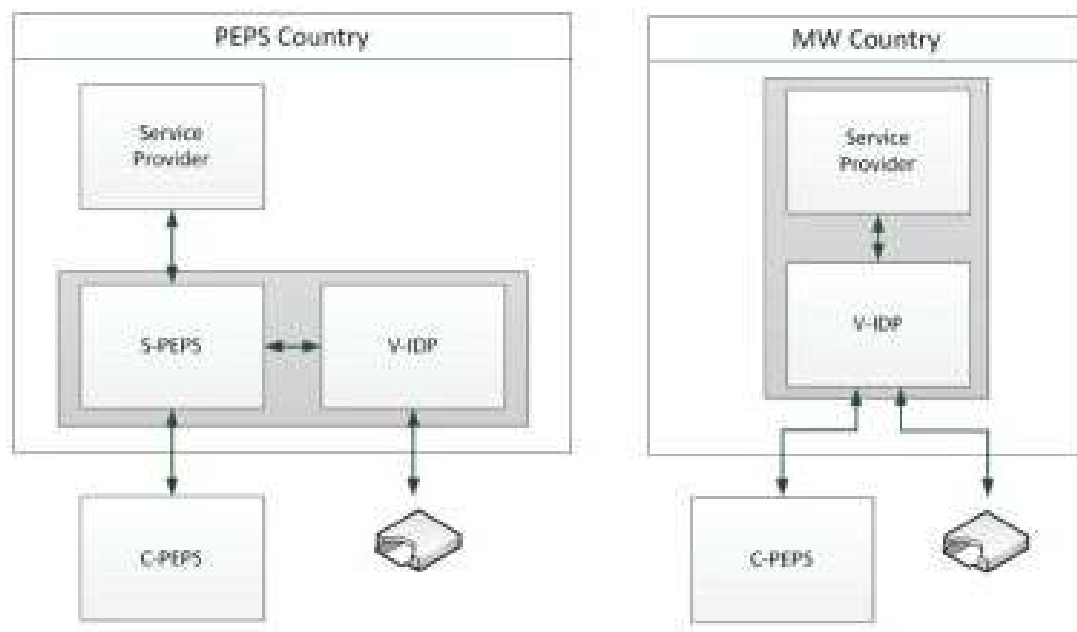 PEPS Country
Service
Provider
S-PEPS
V-IDP
C-PEPS
MW Country
Service
Provider
V-IDP
C-PEPS